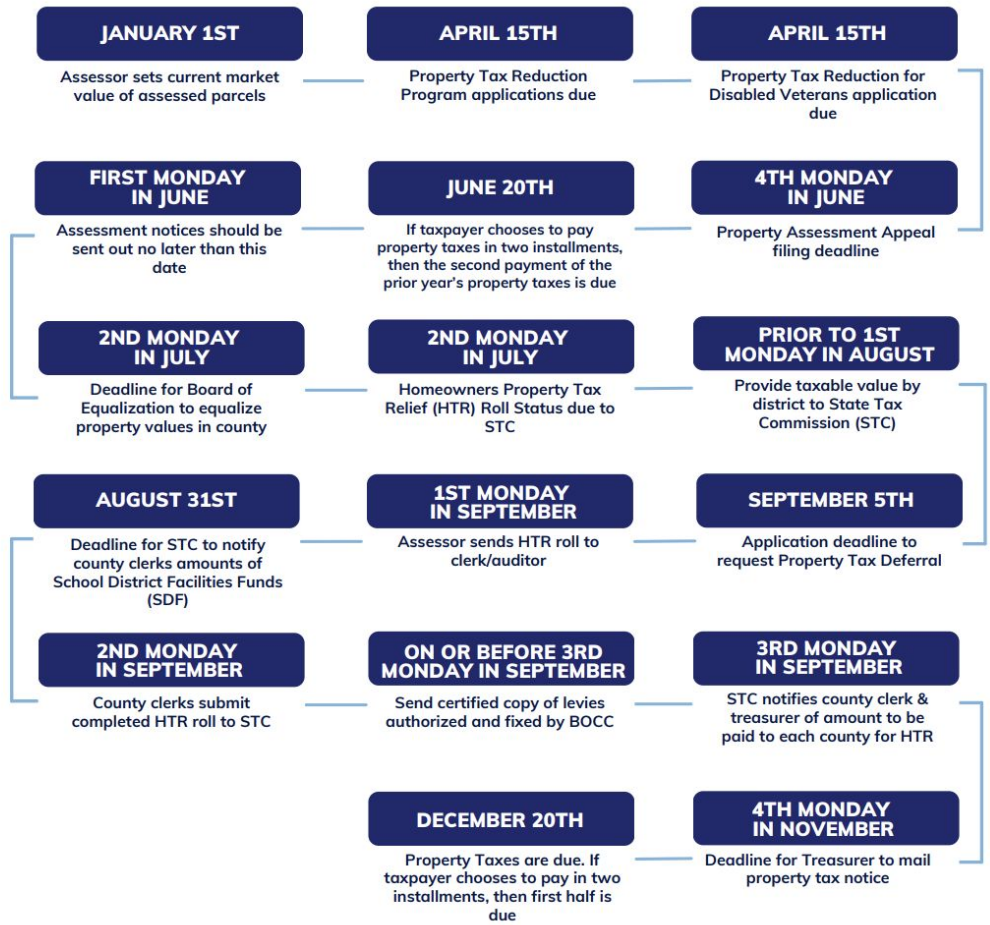 JANUARY 1ST
Assessor sets current market
value of assessed parcels
APRIL 15TH
Property Tax Reduction
Program applications due
APRIL 15TH
Property Tax Reduction for
Disabled Veterans application
due
FIRST MONDAY
IN JUNE
Assessment notices should be
sent out no later than this
date
JUNE 20TH
If taxpayer chooses to pay
property taxes in two installments,
then the second payment of the
prior year's property taxes is due
4TH MONDAY
IN JUNE
Property Assessment Appeal
filing deadline
2ND MONDAY
IN JULY
Deadline for Board of
Equalization to equalize
property values in county
2ND MONDAY
IN JULY
Homeowners Property Tax
Relief (HTR) Roll Status due to
STC
PRIOR TO 1ST
MONDAY IN AUGUST
Provide taxable value by
district to State Tax
Commission (STC)
AUGUST 31ST
Deadline for STC to notify
county clerks amounts of
School District Facilities Funds
(SDF)
1ST MONDAY
IN SEPTEMBER
Assessor sends HTR roll to
clerk/auditor
SEPTEMBER 5TH
Application deadline to
request Property Tax Deferral
2ND MONDAY
IN SEPTEMBER
County clerks submit
completed HTR roll to STC
ON OR BEFORE 3RD
MONDAY IN SEPTEMBER
Send certified copy of levies
authorized and fixed by BOCC
3RD MONDAY
IN SEPTEMBER
STC notifies county clerk &
treasurer of amount to be
paid to each county for HTR
DECEMBER 20TH
Property Taxes are due. If
taxpayer chooses to pay in two
installments, then first half is
due
4TH MONDAY
IN NOVEMBER
Deadline for Treasurer to mail
property tax notice